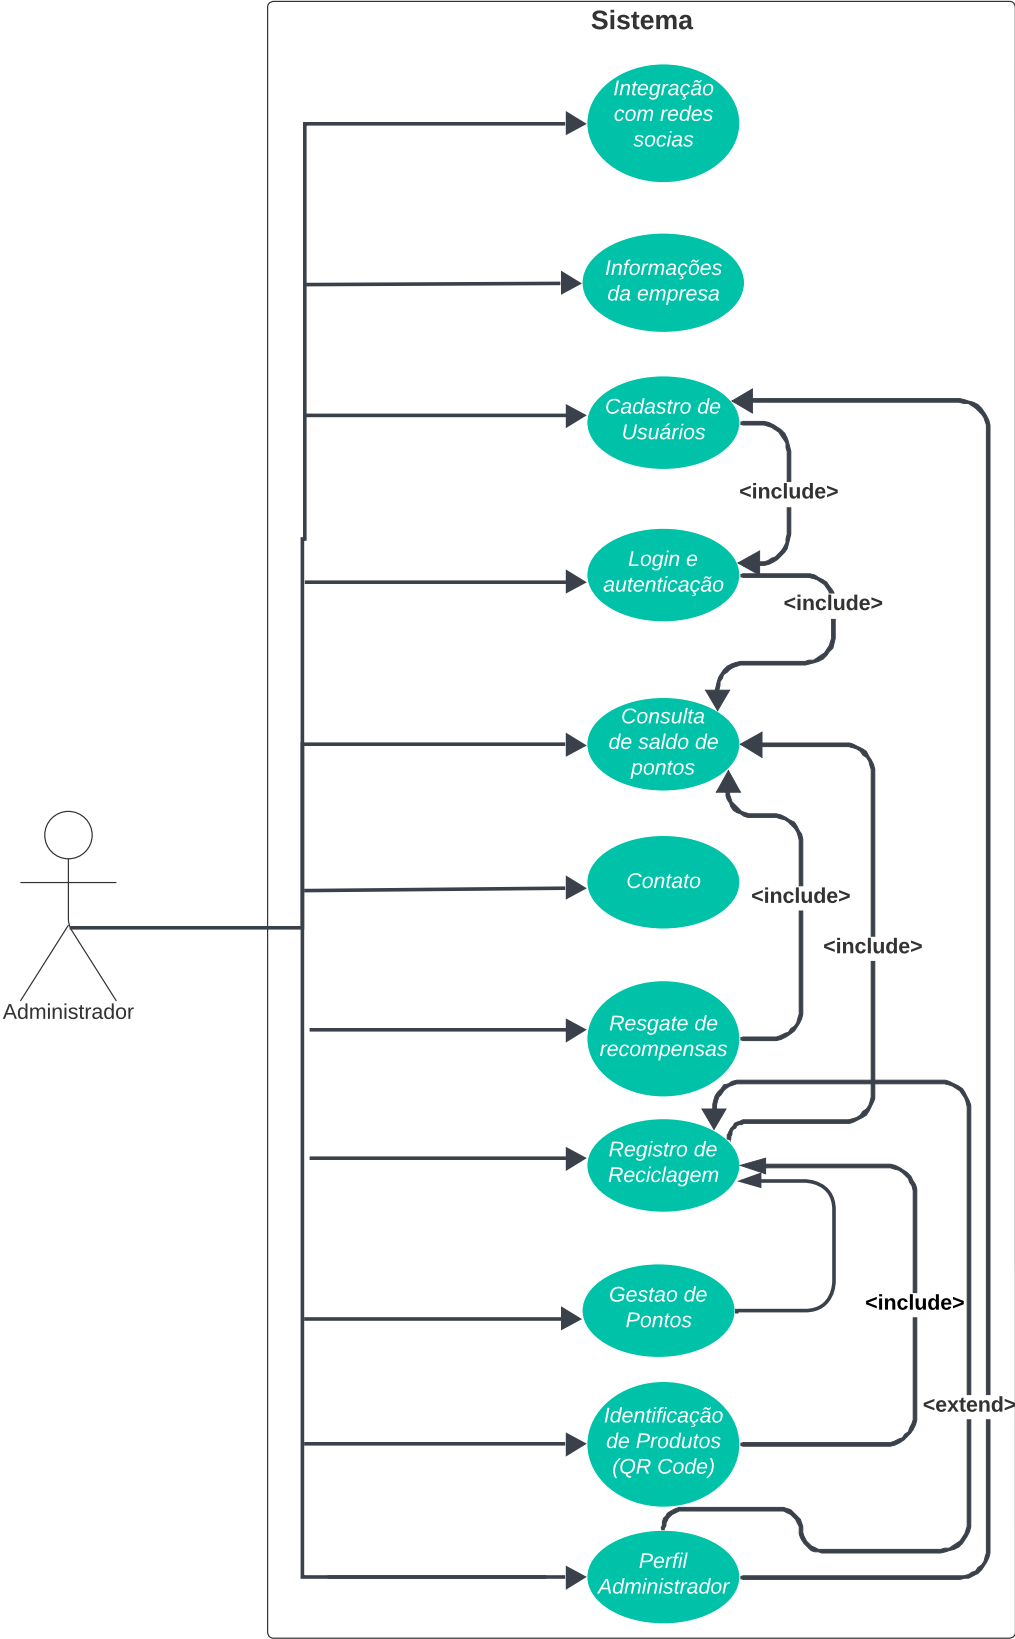 Sistema
Integração
com redes
socias
Informações
da empresa
Cadastro de
Usuários
<include>
Login e
autenticação
<include>
Consulta
de saldo de
pontos
Contato
<include>
<include>
Administrador
Resgate de
recompensas
Registro de
Reciclagem
Gestao de
Pontos
<include>
<extend>
Identificação
de Produtos
(QR Code)
Perfil
Administrador